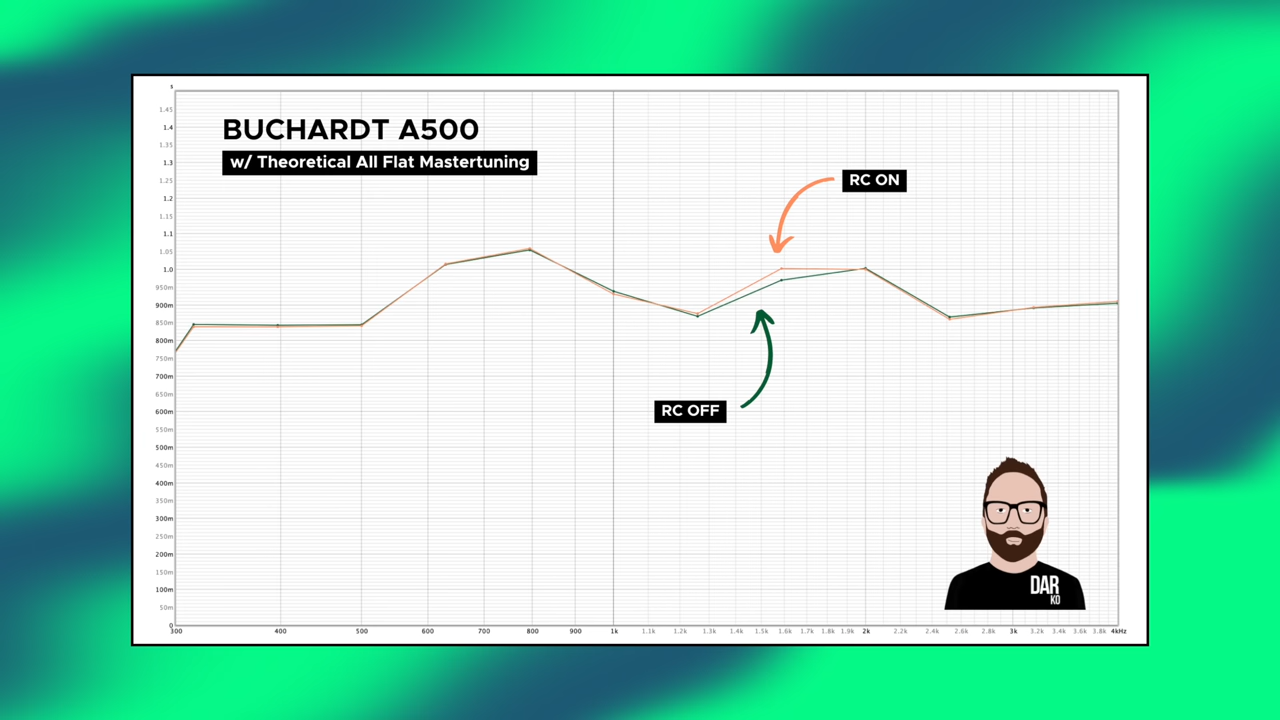 s
1.45
1.4
1.35
1.3
1.25
1.2
1.15
1.1
1.05
1.0
950m
900m
850m
800m
750m
700m
650m
600m
550m
500m
450m
400m
350m
300m
250m
200m
150m
100m
50m
0
BUCHARDT A500
w/ Theoretical All Flat Mastertuning
RC ON
RC OFF
DAR
KO
300 400 500 600 700 800 900 1k 1.1k 1.2k 1.3k 1.4k 1.5k 1.6k 1.7k 1.8k 1.9k 2k 2.2k 2.4k 2.6k 2.8k 3k 3.2k 3.4k 3.6k 3.8k 4kHz